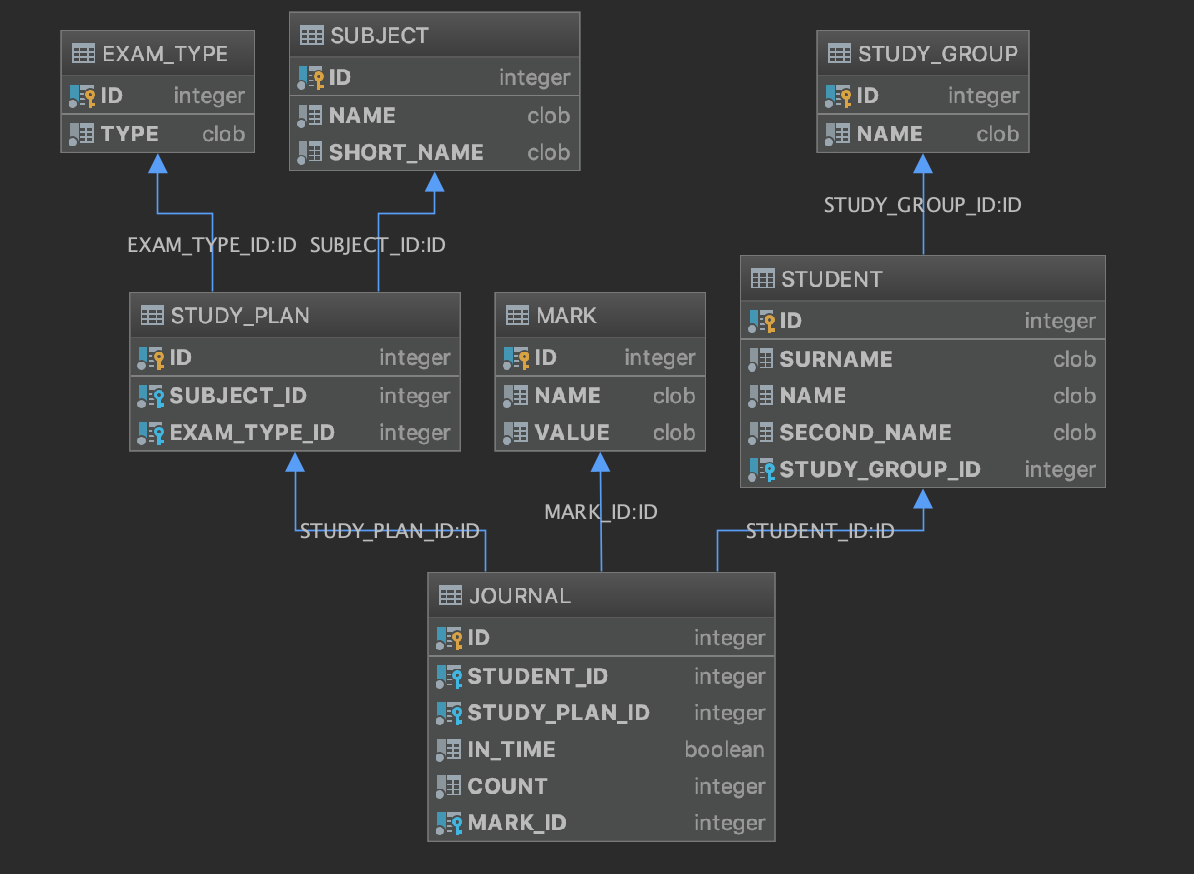 EXAM_TYPE
ID integer
TYPE clob
SUBJECT
ID integer
NAME clob
SHORT_NAME clob
STUDY_GROUP
ID integer
NAME clob
EXAM_TYPE_ID:ID
SUBJECT_ID:ID
STUDY_GROUP_ID:ID
STUDY_PLAN
ID integer
SUBJECT_ID integer
EXAM_TYPE_ID integer
MARK
ID integer
NAME clob
VALUE clob
STUDENT
ID integer
SURNAME clob
NAME clob
SECOND_NAME clob
STUDY_GROUP_ID integer
STUDY_PLAN_ID:ID
MARK_ID:ID
STUDENT_ID:ID
JOURNAL
ID integer
STUDENT_ID integer
STUDY_PLAN_ID integer
IN_TIME boolean
COUNT integer
MARK_ID integer